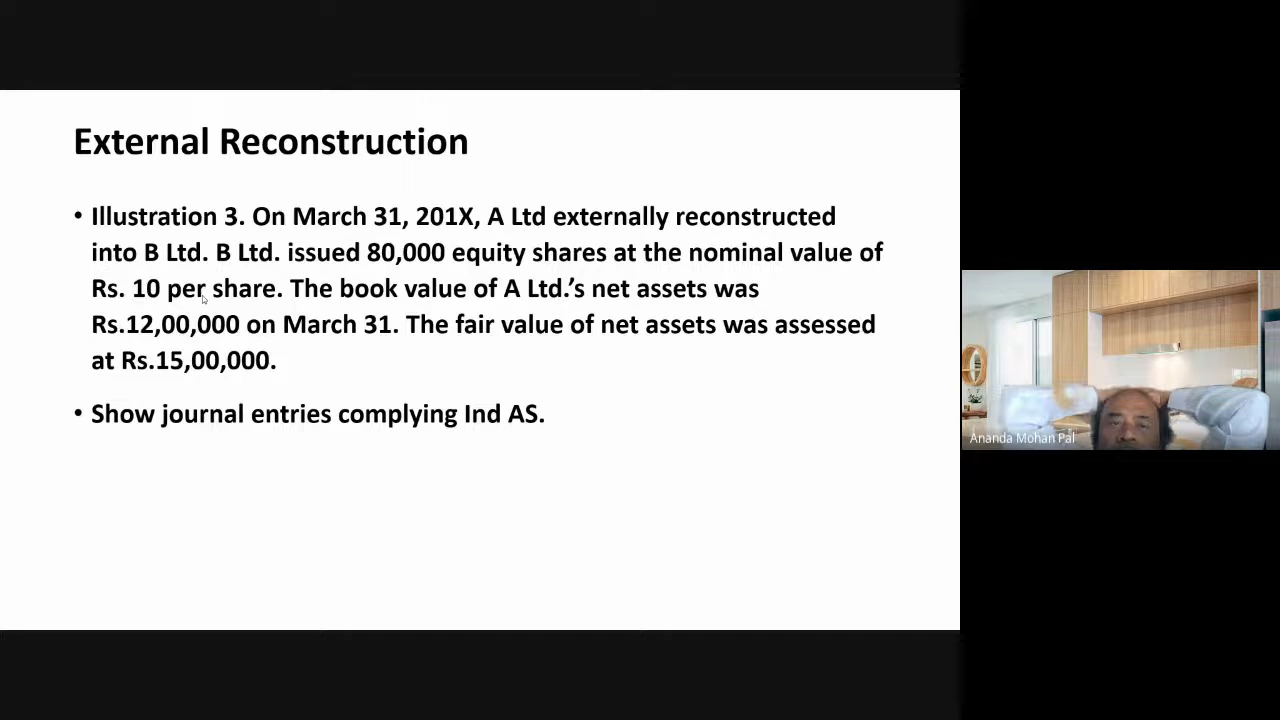 External Reconstruction
• Illustration 3. On March 31, 201X, A Ltd externally reconstructed
into B Ltd. B Ltd. issued 80,000 equity shares at the nominal value of
Rs. 10 per share. The book value of A Ltd.’s net assets was
Rs.12,00,000 on March 31. The fair value of net assets was assessed
at Rs.15,00,000.
• Show journal entries complying Ind AS.
Ananda Mohan Pal